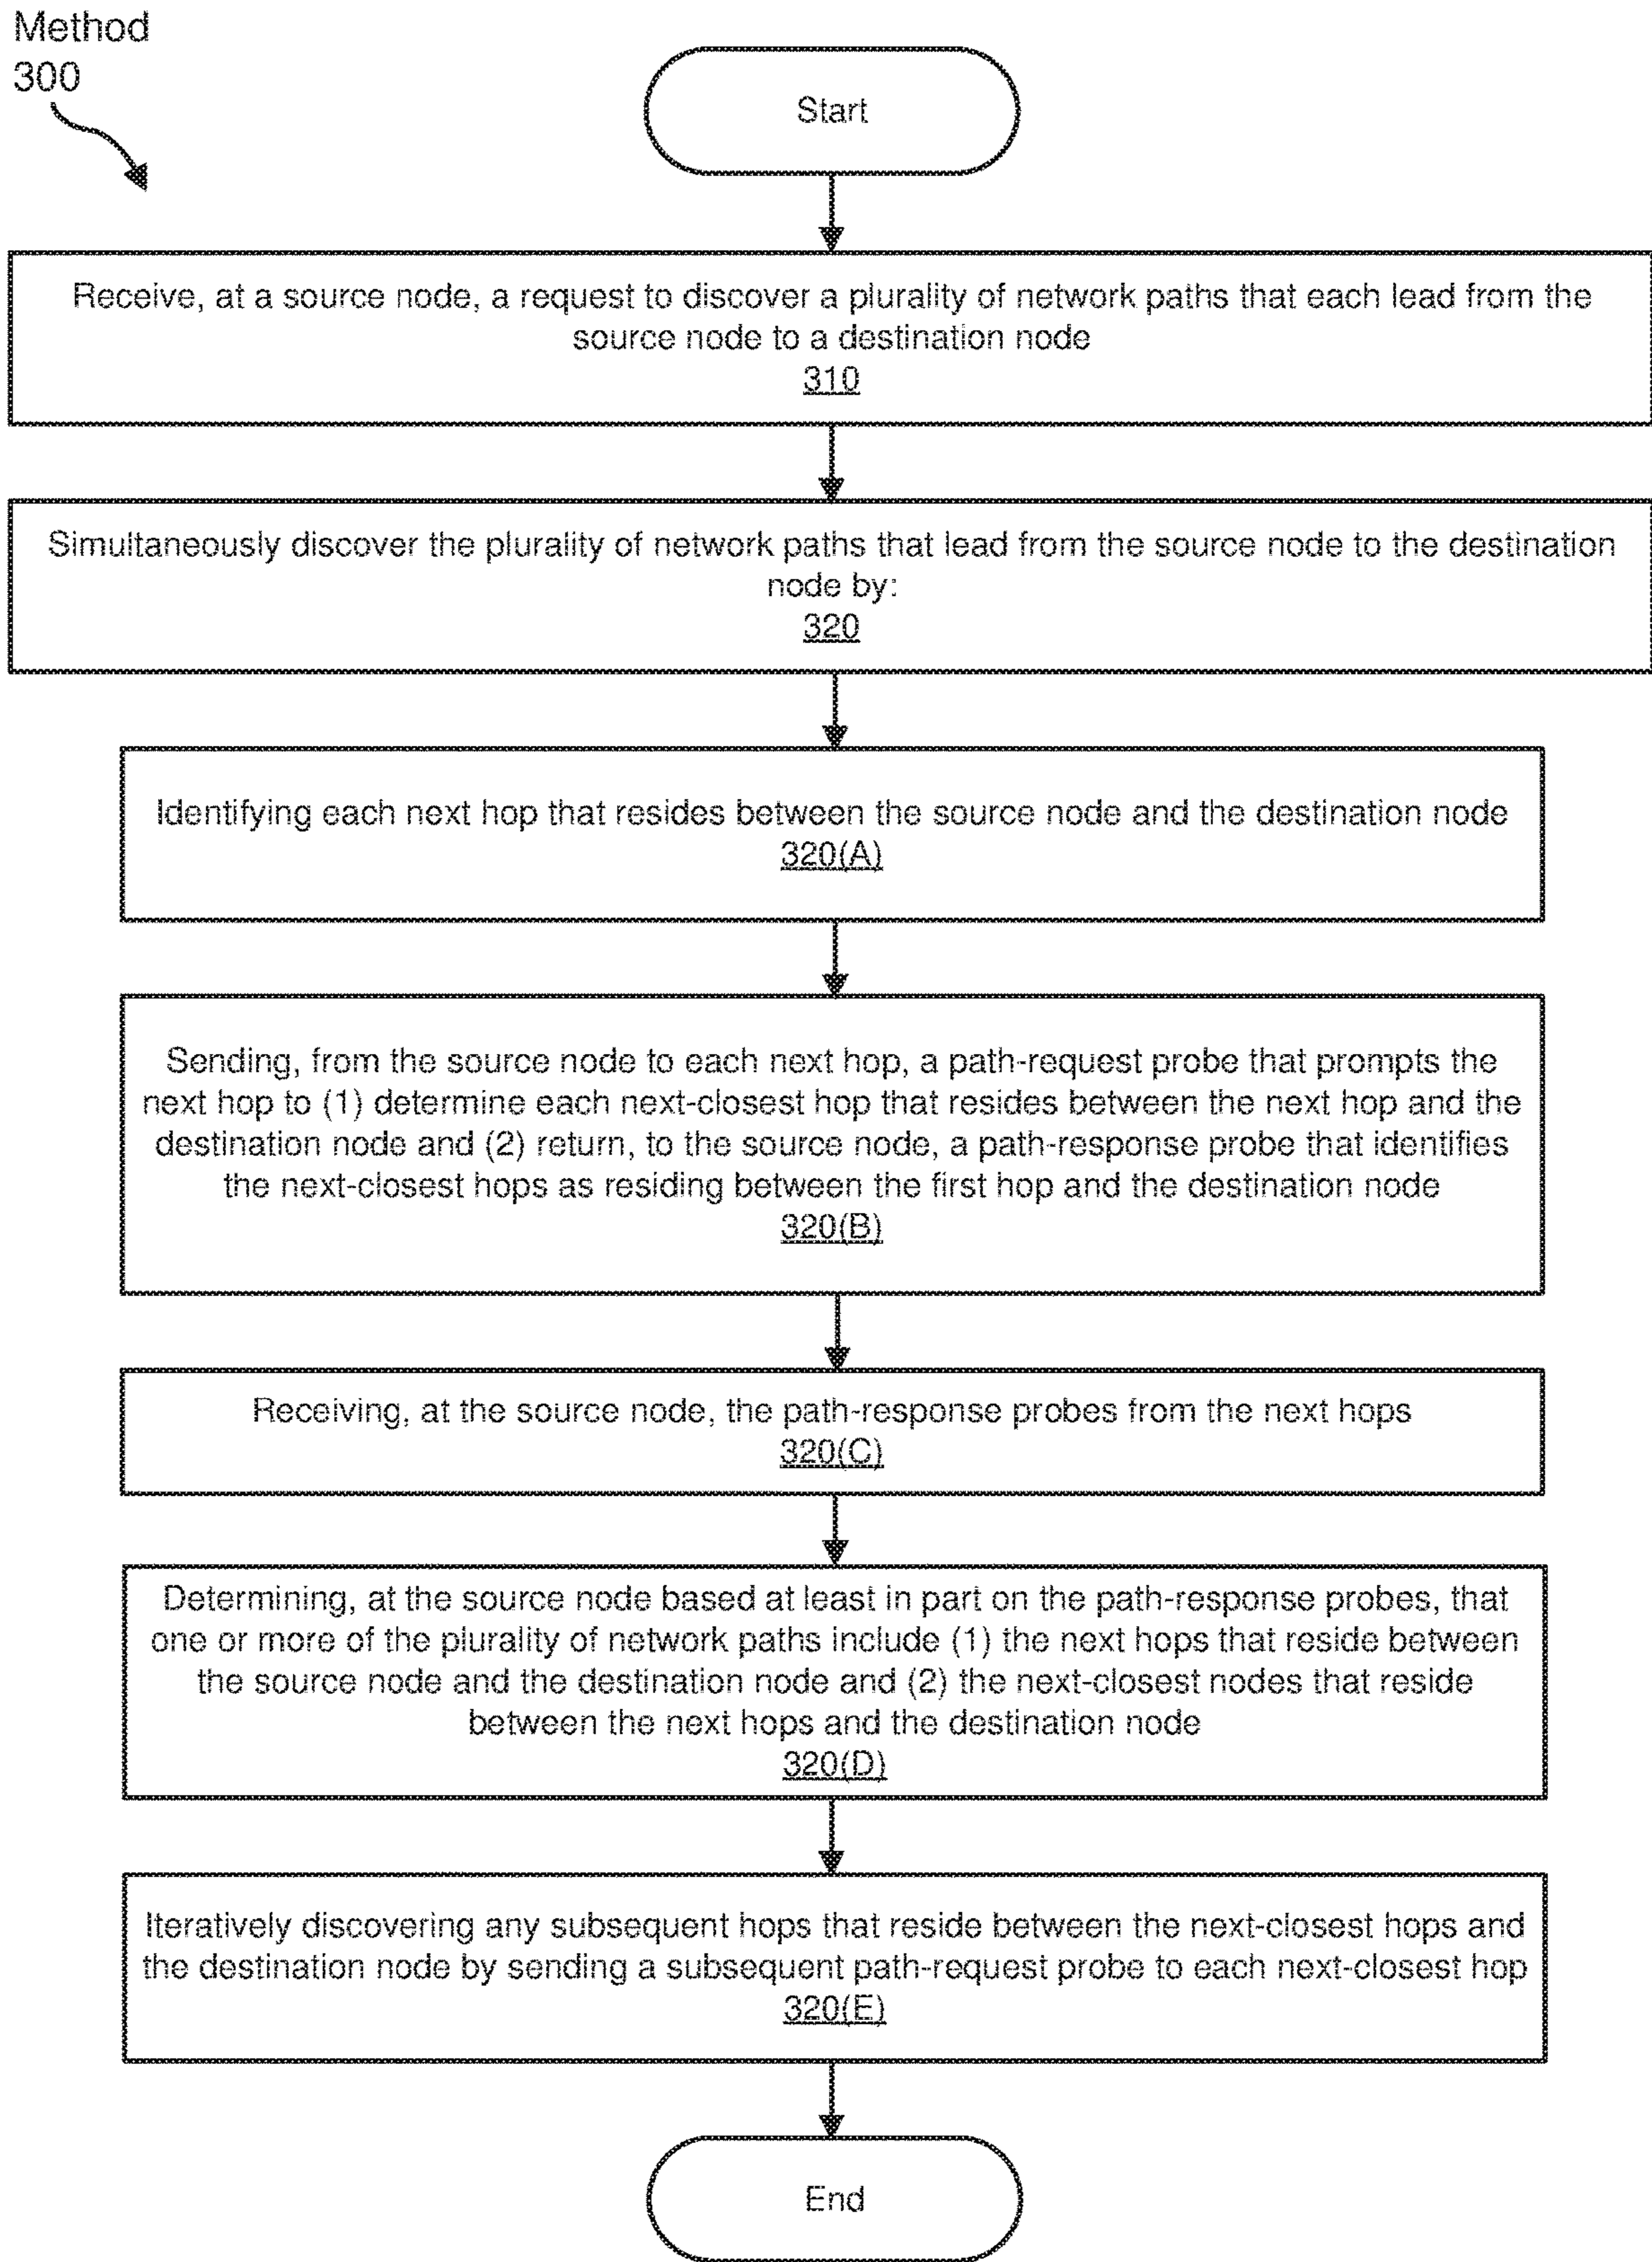 Method
300
Start
Receive, at a source node, a request to discover a plurality of network paths that each lead from the
source node to a destination node
310
Simultaneously discover the plurality of network paths that lead from the source node to the destination
node by:
320
Identifying each next hop that resides between the source node and the destination node
320(A)
Sending, from the source node to each next hop, a path-request probe that prompts the
next hop to (1) determine each next-closest hop that resides between the next hop and the
destination node and (2) return, to the source node, a path-response probe that identifies
the next-closest hops as residing between the first hop and the destination node
320(B)
Receiving, at the source node, the path-response probes from the next hops
320(C)
Determining, at the source node based at least in part on the path-response probes, that
one or more of the plurality of network paths include (1) the next hops that reside between
the source node and the destination node and (2) the next-closest nodes that reside
between the next hops and the destination node
320(D)
Iteratively discovering any subsequent hops that reside between the next-closest hops and
the destination node by sending a subsequent path-request probe to each next-closest hop
320(E)
End